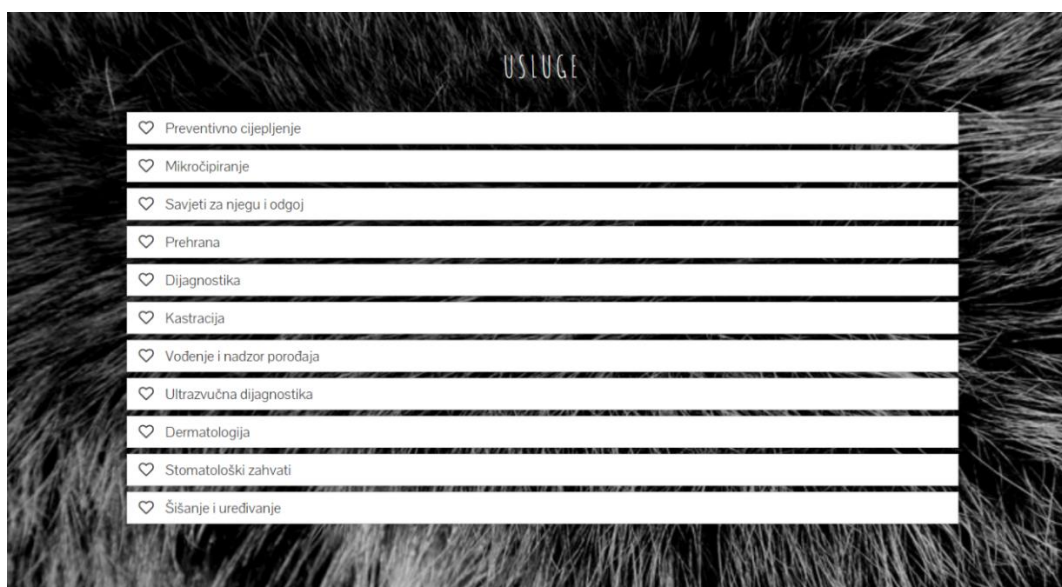 USLUGE
Preventivno cijepljenje
Mikročipiranje
Savjeti za njegu i odgoj
Prehrana
Dijagnostika
Kastracija
Vođenje i nadzor porođaja
Ultrazvučna dijagnostika
Dermatologija
Stomatološki zahvati
Šišanje i uređivanje